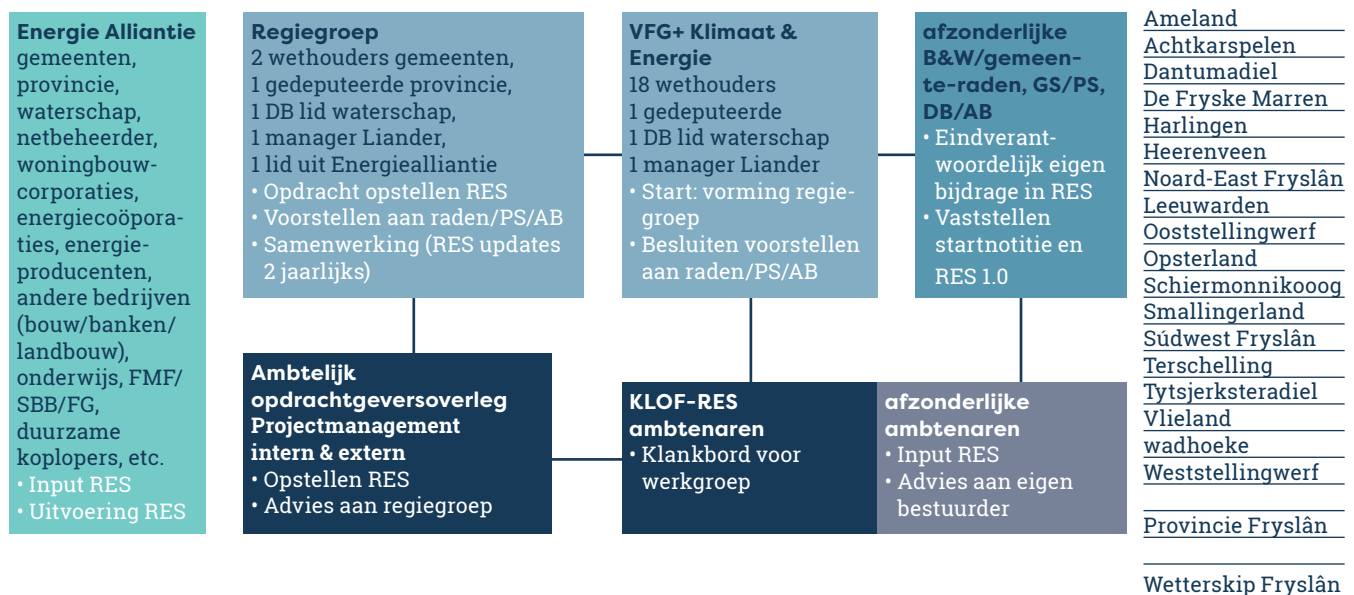 Energie Alliantie
gemeenten,
provincie,
waterschap,
netbeheerder,
woningbouw-
corporaties,
energiecoöpora-
ties, energie-
producenten,
andere bedrijven
(bouw/banken/
landbouw),
onderwijs, FMF/
SBB/FG,
duurzame
koplopers, etc.
• Input RES
• Uitvoering RES
Regiegroep
2 wethouders gemeenten,
1 gedeputeerde provincie,
1 DB lid waterschap,
1 manager Liander,
1 lid uit Energiealliantie
• Opdracht opstellen RES
• Voorstellen aan raden/PS/AB
• Samenwerking (RES updates
2 jaarlijks)
VFG+ Klimaat &
Energie
18 wethouders
1 gedeputeerde
1 DB lid waterschap
1 manager Liander
• Start: vorming regie-
groep
• Besluiten voorstellen
aan raden/PS/AB
afzonderlijke
B&W/gemeen-
te-raden, GS/PS,
DB/AB
• Eindverant-
woordelijk eigen
bijdrage in RES
• Vaststellen
startnotitie en
RES 1.0
Ambtelijk
opdrachtgeversoverleg
Projectmanagement
intern & extern
• Opstellen RES
• Advies aan regiegroep
KLOF-RES
ambtenaren
• Klankbord voor
werkgroep
afzonderlijke
ambtenaren
• Input RES
• Advies aan eigen
bestuurder
Ameland
Achtkarspelen
Dantumadiel
De Fryske Marren
Harlingen
Heerenveen
Noard-East Fryslân
Leeuwarden
Ooststellingwerf
Opsterland
Schiermonnikooog
Smallingerland
Súdwest Fryslân
Terschelling
Tytsjerksteradiel
Vlieland
wadhoeke
Weststellingwerf
Provincie Fryslân
Wetterskip Fryslân